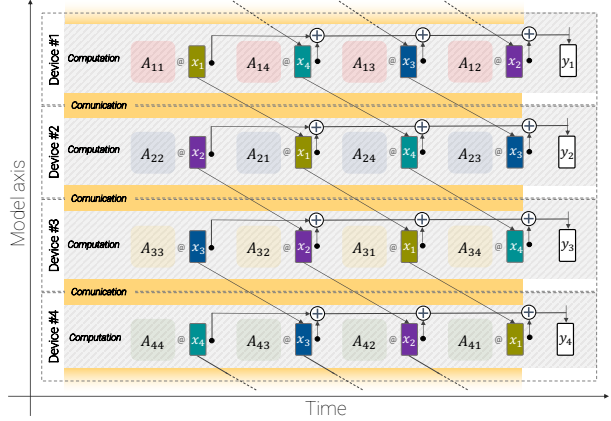 Model axis
Device #1
Computation
A11 @ x1
A14 @ x4
A13 @ x3
A12 @ x2
y1
Comunication
Device #2
Computation
A22 @ x2
A21 @ x1
A24 @ x4
A23 @ x3
y2
Comunication
Device #3
Computation
A33 @ x3
A32 @ x2
A31 @ x1
A34 @ x4
y3
Comunication
Device #4
Computation
A44 @ x4
A43 @ x3
A42 @ x2
A41 @ x1
y4
Time